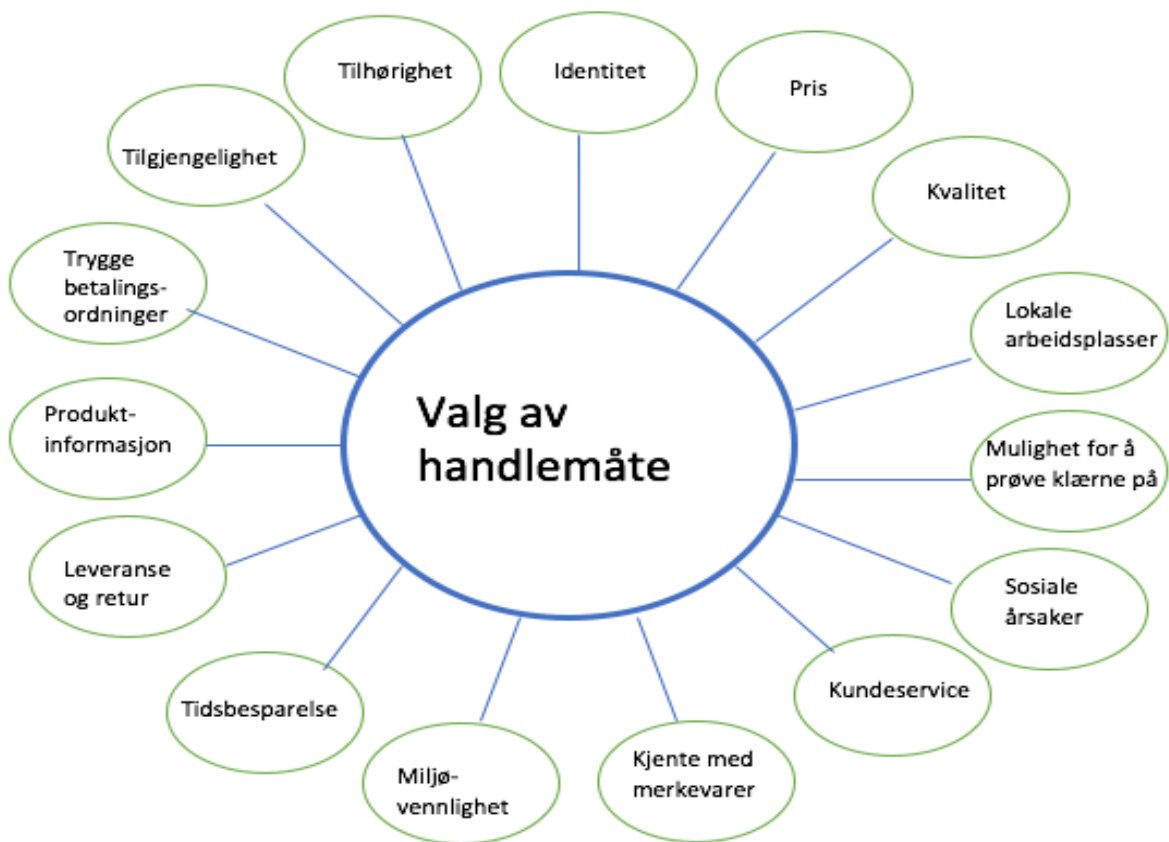 Valg av
handlemåte
Tilhørighet
Identitet
Pris
Kvalitet
Lokale
arbeidsplasser
Mulighet for å
prøve klærne på
Sosiale
årsaker
Kundeservice
Kjente med
merkevarer
Miljø-
vennlighet
Tidsbesparelse
Leveranse
og retur
Produkt-
informasjon
Trygge
betalings-
ordninger
Tilgjengelighet